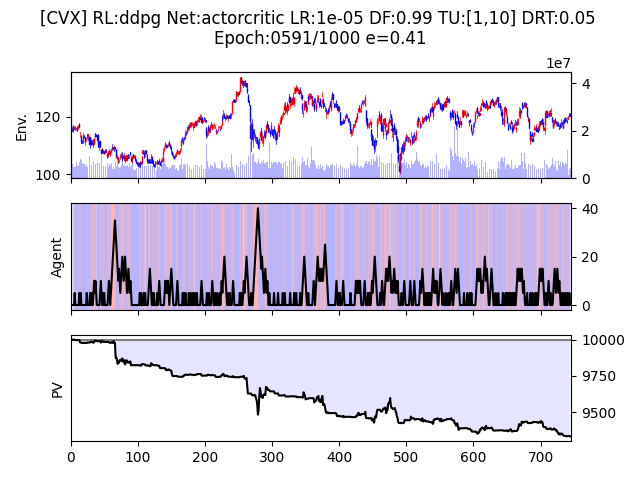 [CVX] RL:ddpg Net:actorcritic LR:1e-05 DF:0.99 TU:[1,10] DRT:0.05
Epoch:0591/1000 e=0.41
1e7
Env.
120
100
4
2
0
Agent
40
20
0
PV
10000
9750
9500
0 100 200 300 400 500 600 700